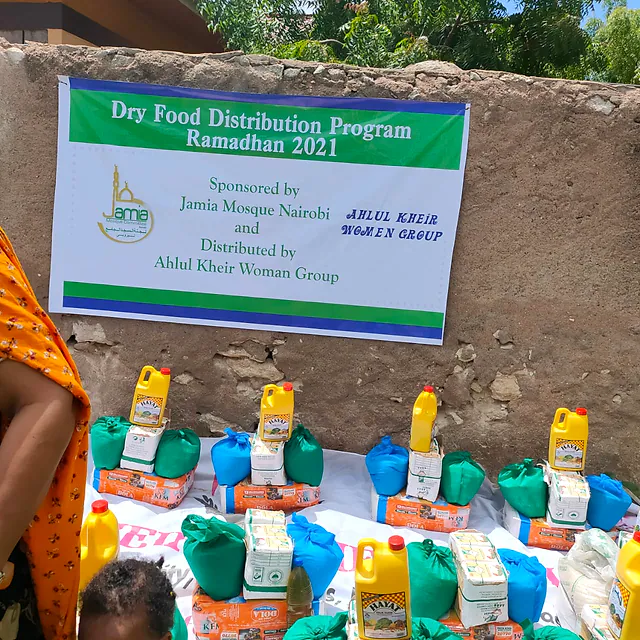 Dry Food Distribution Program
Ramadhan 2021
Jamia
Sponsored by
Jamia Mosque Nairobi
and
Distributed by
Ahlul Kheir Woman Group
AHLUL KHEIR
WOMEN GROUP
HAYAT
HAYAT
HAYAT
HAYAT